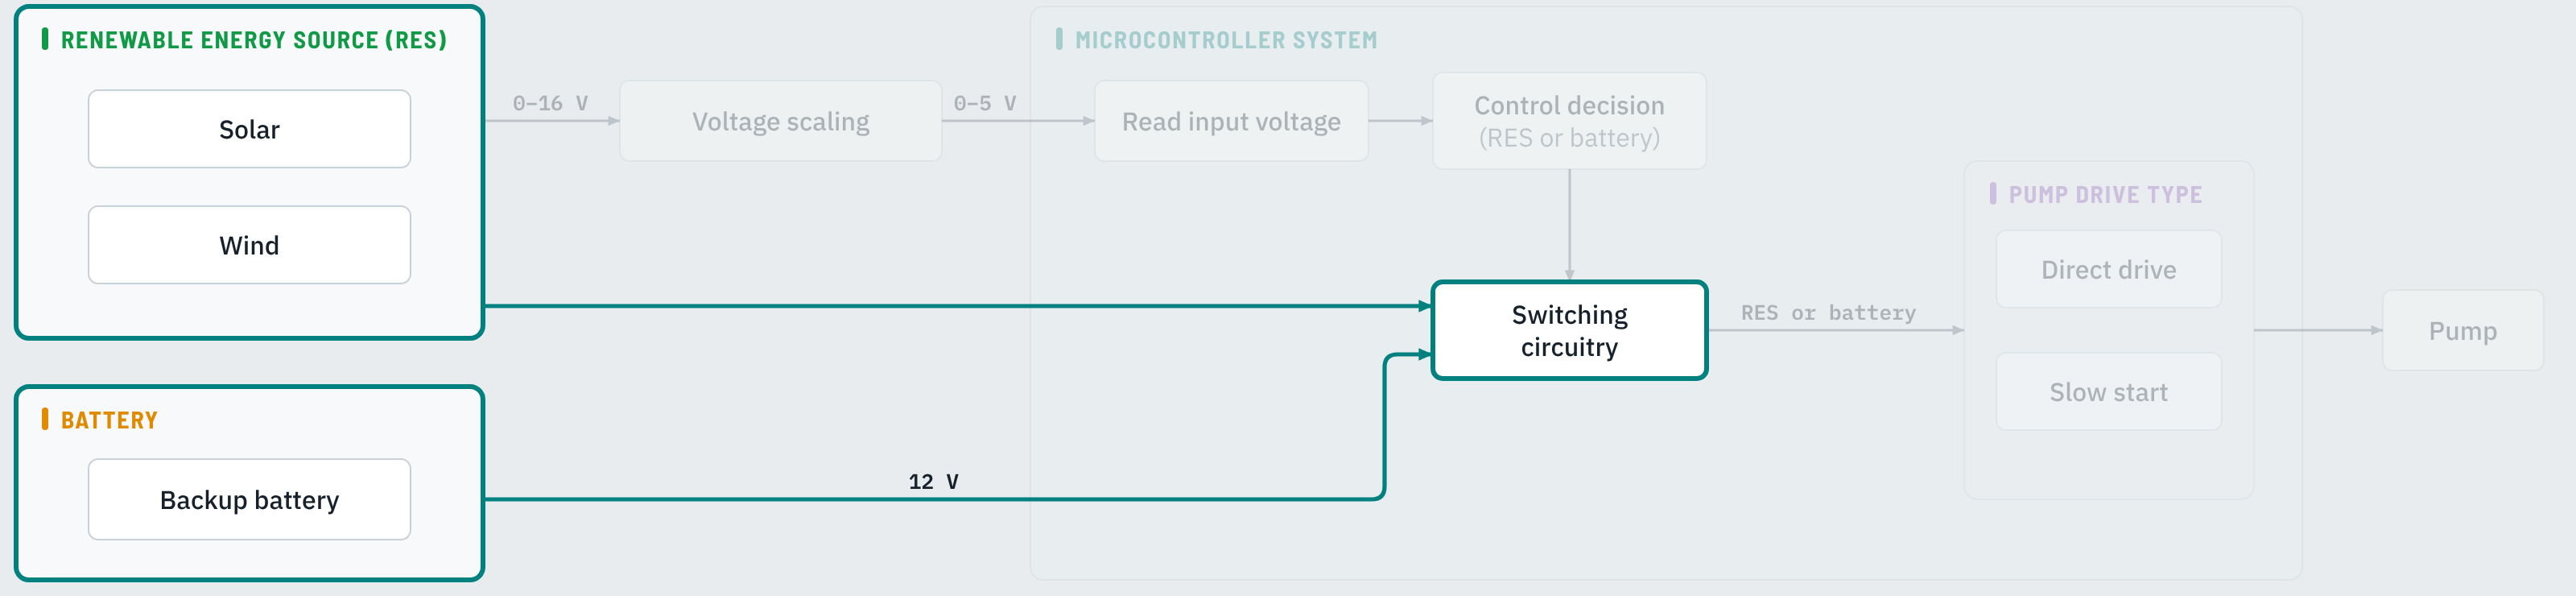 RENEWABLE ENERGY SOURCE (RES)
Solar
Wind
0–16 V
Voltage scaling
0–5 V
MICROCONTROLLER SYSTEM
Read input voltage
Control decision
(RES or battery)
Switching
circuitry
RES or battery
PUMP DRIVE TYPE
Direct drive
Slow start
Pump
BATTERY
Backup battery
12 V